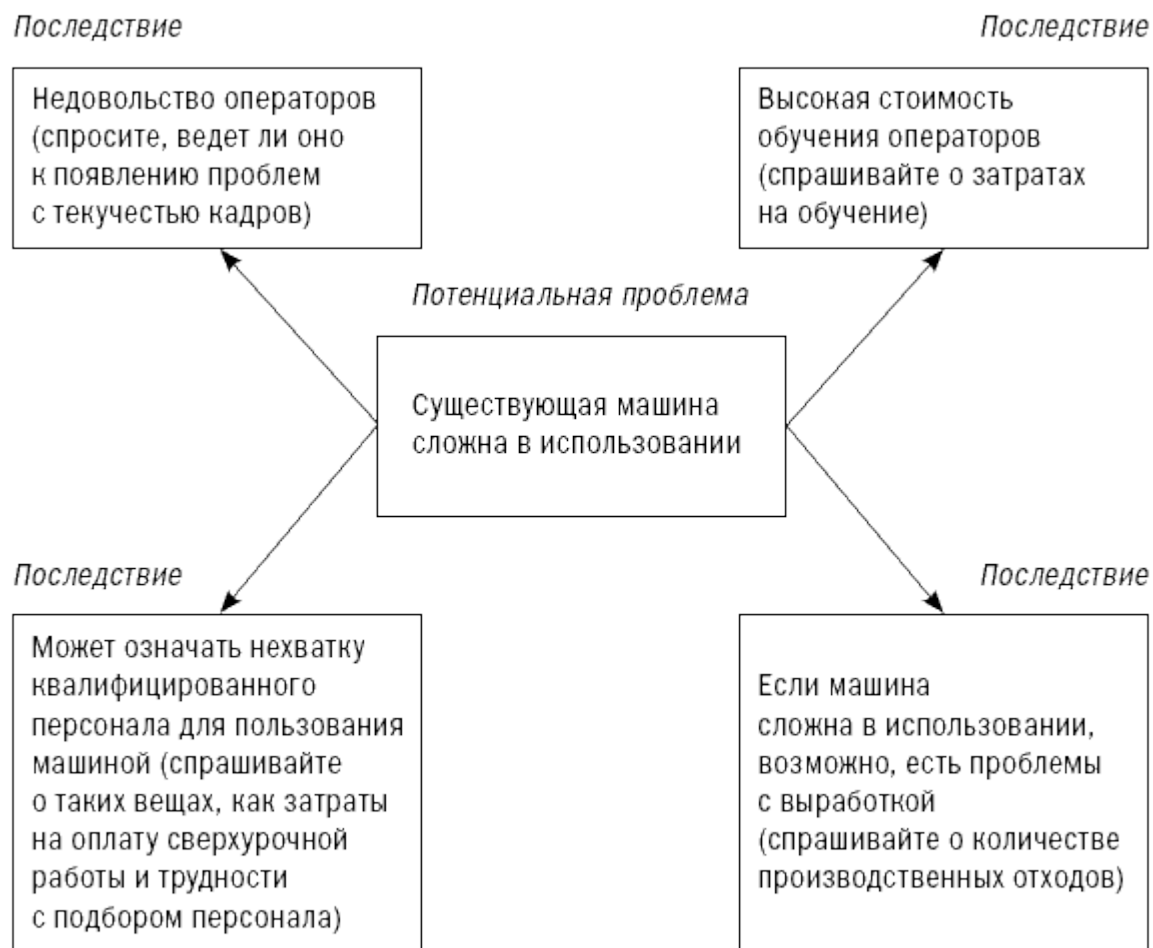 Последствие
Последствие
Недовольство операторов
(спросите, ведет ли оно
к появлению проблем
с текучестью кадров)
Высокая стоимость
обучения операторов
(спрашивайте о затратах
на обучение)
Потенциальная проблема
Существующая машина
сложна в использовании
Последствие
Последствие
Может означать нехватку
квалифицированного
персонала для пользования
машиной (спрашивайте
о таких вещах, как затраты
на оплату сверхурочной
работы и трудности
с подбором персонала)
Если машина
сложна в использовании,
возможно, есть проблемы
с выработкой
(спрашивайте о количестве
производственных отходов)